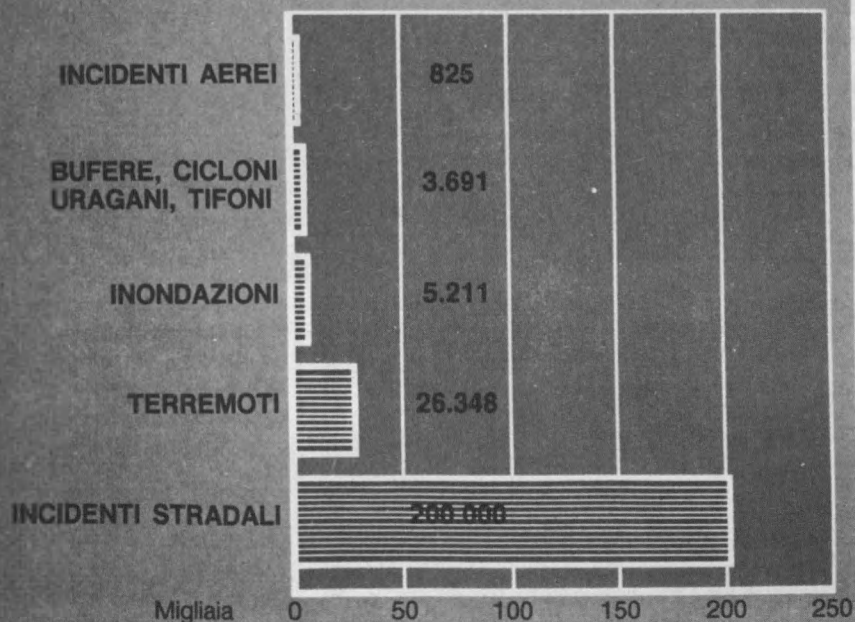 INCIDENTI AEREI 825
BUFERE, CICLONI
URAGANI, TIFONI 3.691
INONDAZIONI 5.211
TERREMOTI 26.348
INCIDENTI STRADALI 200.000
Migliaia 0 50 100 150 200 250